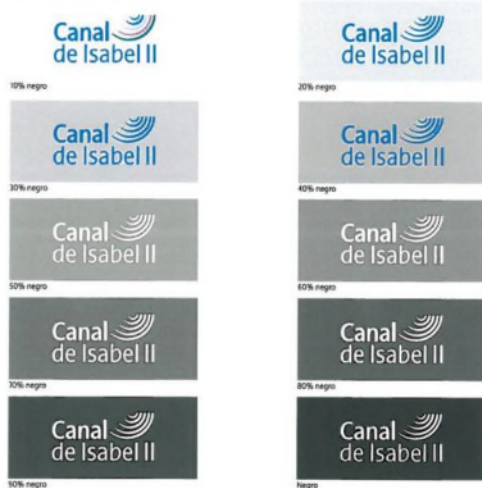 Canal
de Isabel II
10% negro
Canal
de Isabel II
20% negro
Canal
de Isabel II
30% negro
Canal
de Isabel II
40% negro
Canal
de Isabel II
50% negro
Canal
de Isabel II
60% negro
Canal
de Isabel II
70% negro
Canal
de Isabel II
80% negro
Canal
de Isabel II
90% negro
Canal
de Isabel II
Negro